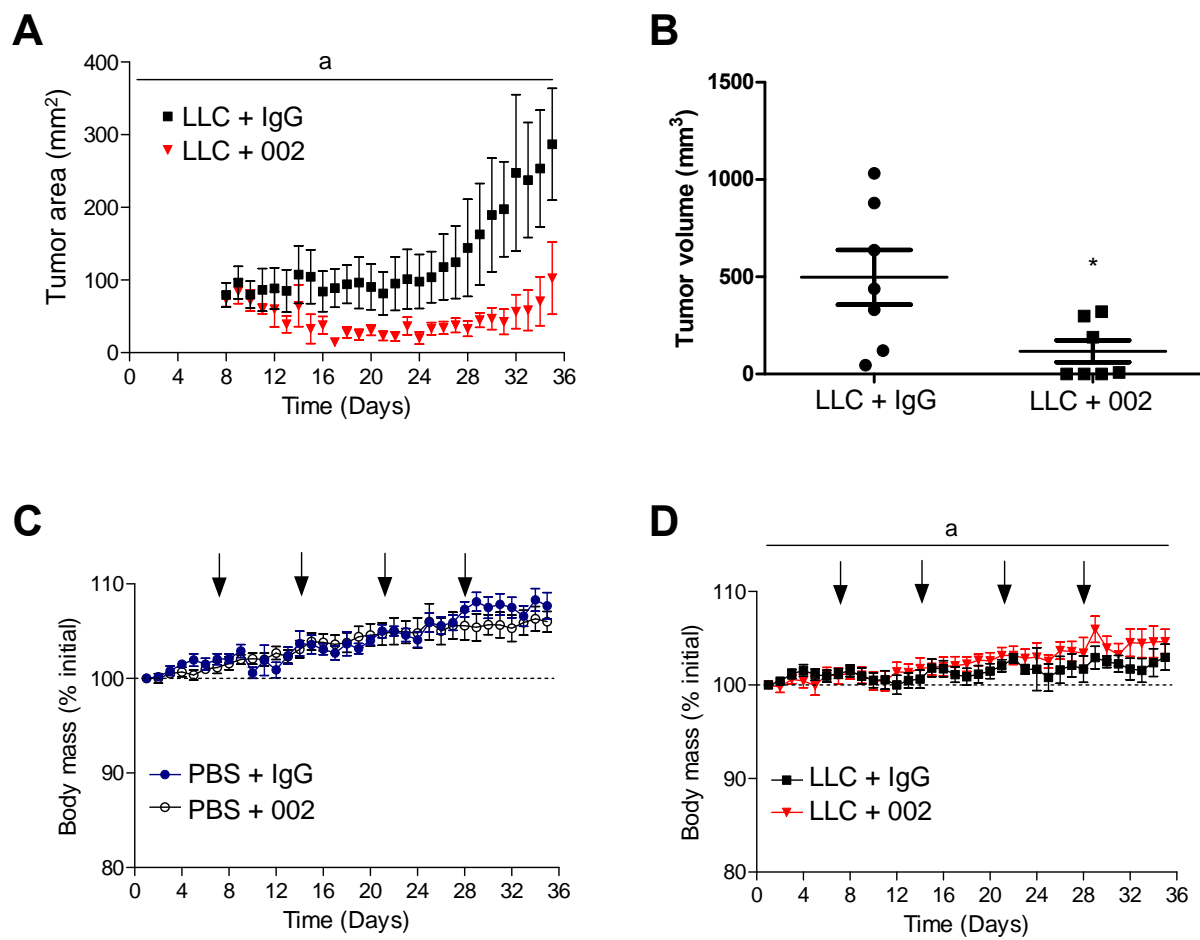 A
a
400
300
200
100
0
Tumor area (mm²)
LLC + IgG
LLC + 002
0 4 8 12 16 20 24 28 32 36
Time (Days)
B
1500
1000
500
0
Tumor volume (mm³)
*
LLC + IgG
LLC + 002
C
110
100
90
80
Body mass (% initial)
PBS + IgG
PBS + 002
0 4 8 12 16 20 24 28 32 36
Time (Days)
D
a
110
100
90
80
Body mass (% initial)
LLC + IgG
LLC + 002
0 4 8 12 16 20 24 28 32 36
Time (Days)